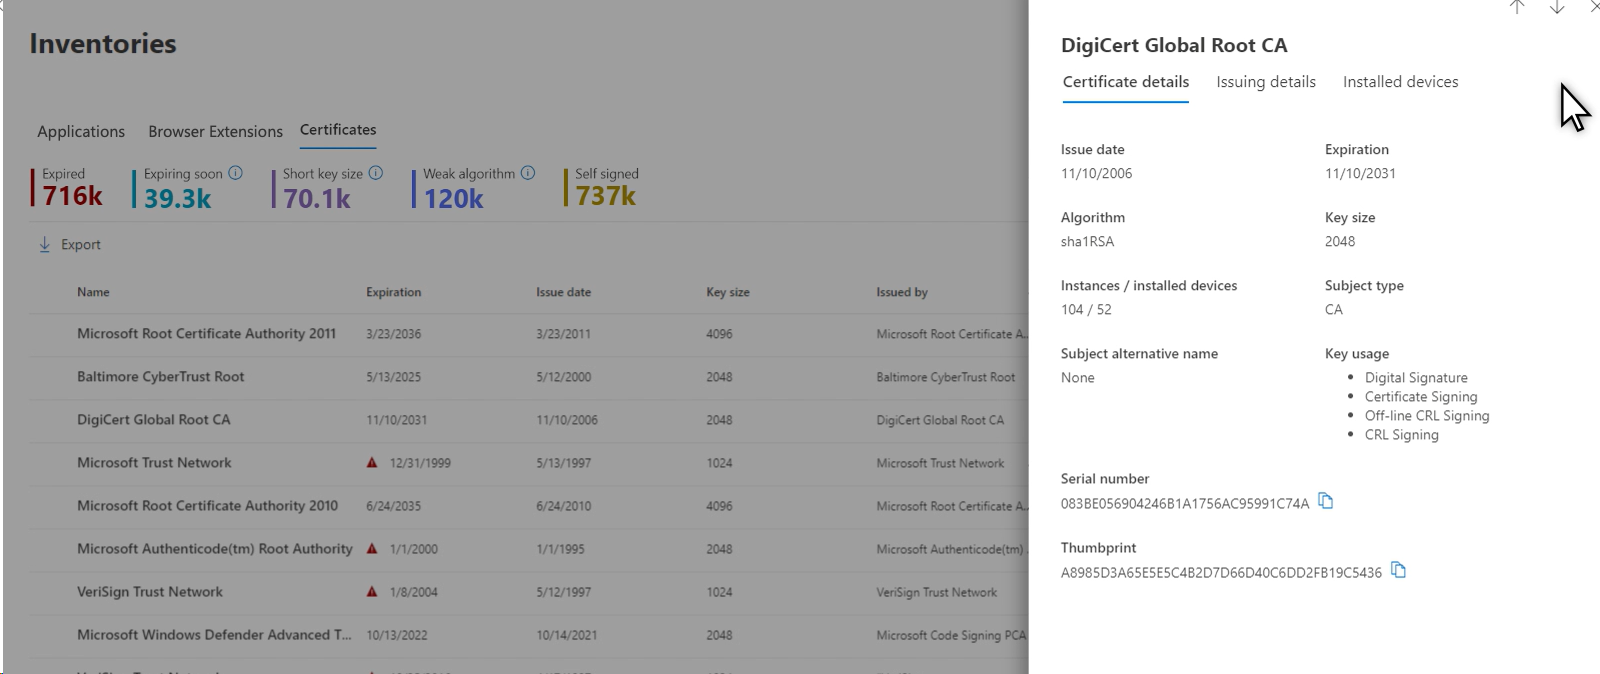 Inventories
Applications Browser Extensions Certificates
Expired Expiring soon Short key size Weak algorithm Self signed
716k 39.3k 70.1k 120k 737k
Export
Name Expiration Issue date Key size Issued by
Microsoft Root Certificate Authority 2011 3/23/2036 3/23/2011 4096 Microsoft Root Certificate A...
Baltimore CyberTrust Root 5/13/2025 5/12/2000 2048 Baltimore CyberTrust Root
DigiCert Global Root CA 11/10/2031 11/10/2006 2048 DigiCert Global Root CA
Microsoft Trust Network 12/31/1999 5/13/1997 1024 Microsoft Trust Network
Microsoft Root Certificate Authority 2010 6/24/2035 6/24/2010 4096 Microsoft Root Certificate A...
Microsoft Authenticode(tm) Root Authority 1/1/2000 1/1/1995 2048 Microsoft Authenticode(tm) .
VeriSign Trust Network 1/8/2004 5/12/1997 1024 VeriSign Trust Network
Microsoft Windows Defender Advanced T... 10/13/2022 10/14/2021 2048 Microsoft Code Signing PCA
DigiCert Global Root CA
Certificate details Issuing details Installed devices
Issue date Expiration
11/10/2006 11/10/2031
Algorithm Key size
sha1RSA 2048
Instances / installed devices Subject type
104 / 52 CA
Subject alternative name Key usage
None • Digital Signature
• Certificate Signing
• Off-line CRL Signing
• CRL Signing
Serial number
083BE056904246B1A1756AC95991C74A
Thumbprint
A8985D3A65E5E5C4B2D7D66D40C6DD2FB19C5436